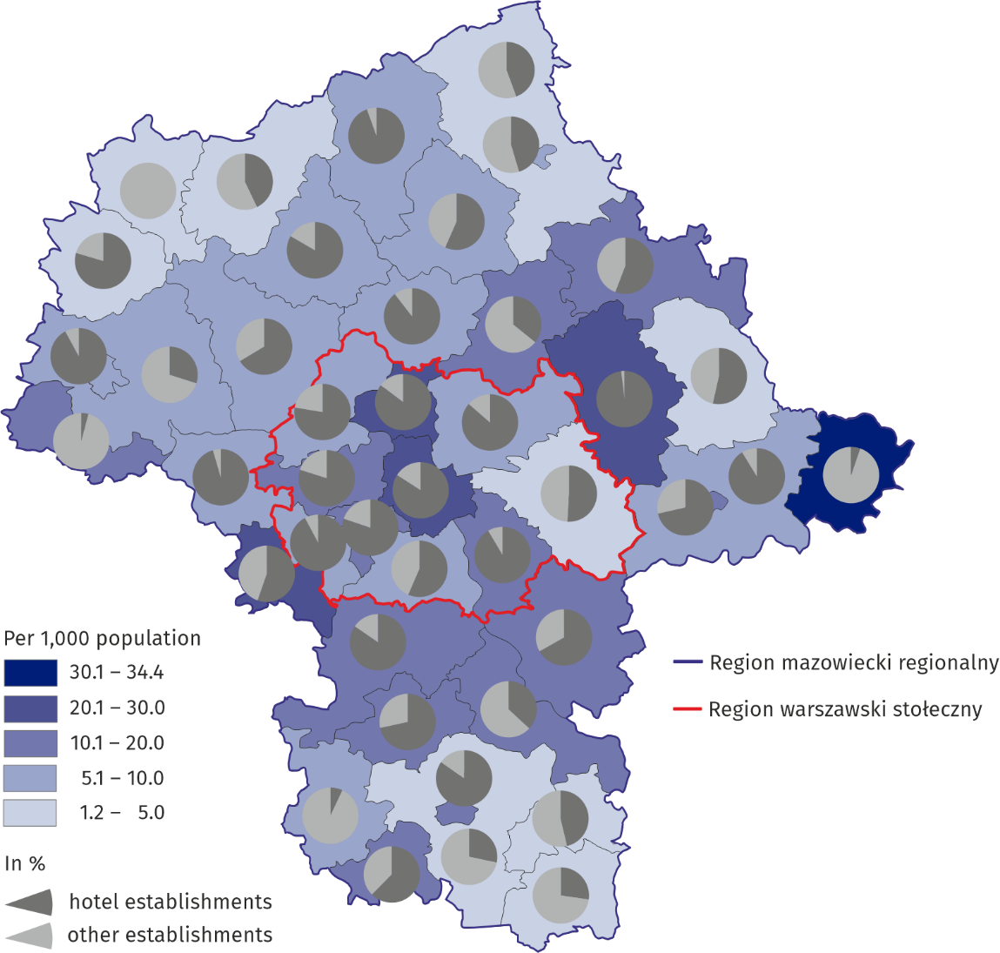 Per 1,000 population
30.1 – 34.4
20.1 – 30.0
10.1 – 20.0
5.1 – 10.0
1.2 – 5.0
In %
hotel establishments
other establishments
Region mazowiecki regionalny
Region warszawski stołeczny